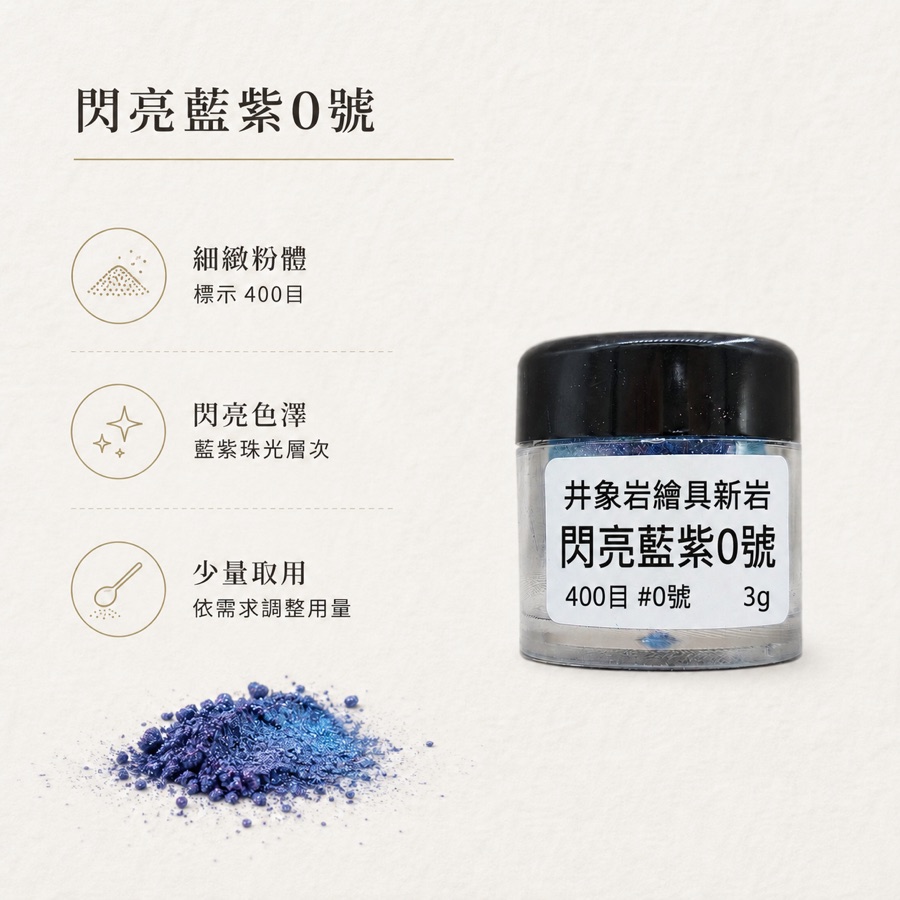 閃亮藍紫0號
細緻粉體
標示 400目
閃亮色澤
藍紫珠光層次
少量取用
依需求調整用量
井象岩繪具新岩
閃亮藍紫0號
400目 #0號 3g